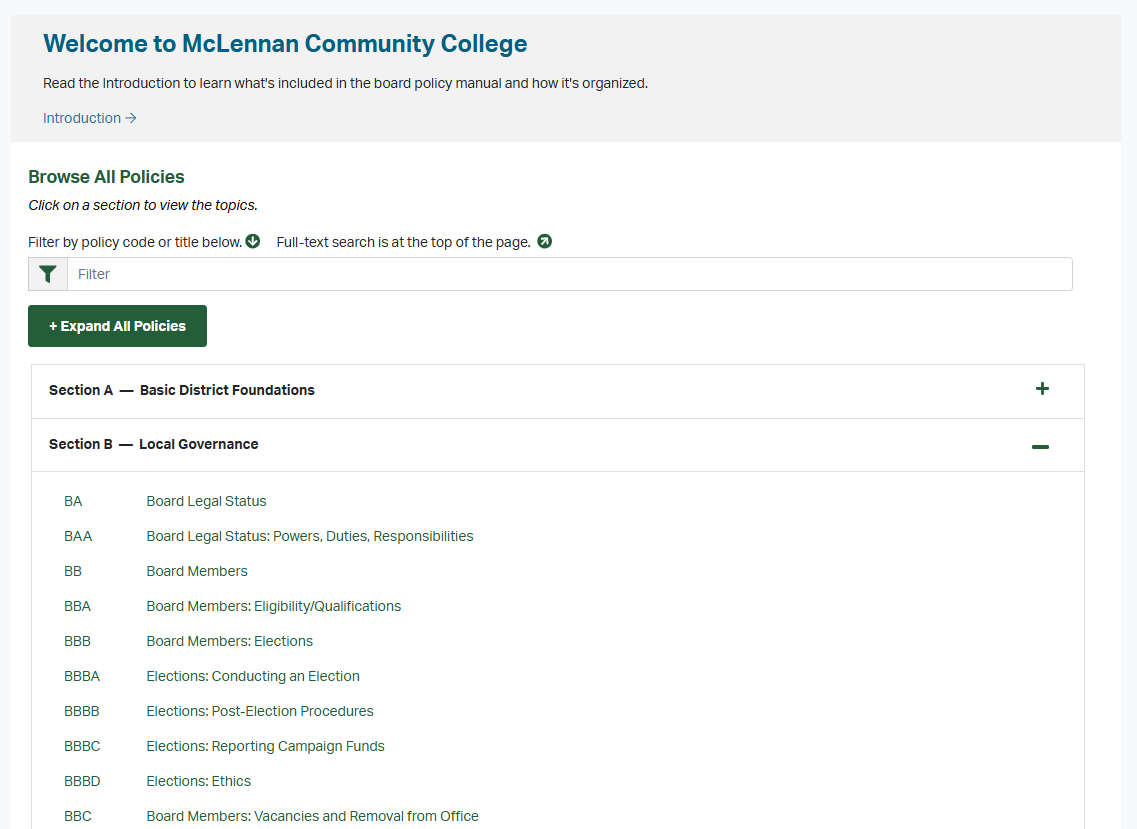 Welcome to McLennan Community College
Read the Introduction to learn what's included in the board policy manual and how it's organized.
Introduction →
Browse All Policies
Click on a section to view the topics.
Filter by policy code or title below. Full-text search is at the top of the page.
Filter
+ Expand All Policies
Section A — Basic District Foundations
Section B — Local Governance
BA Board Legal Status
BAA Board Legal Status: Powers, Duties, Responsibilities
BB Board Members
BBA Board Members: Eligibility/Qualifications
BBB Board Members: Elections
BBBA Elections: Conducting an Election
BBBB Elections: Post-Election Procedures
BBBC Elections: Reporting Campaign Funds
BBBD Elections: Ethics
BBC Board Members: Vacancies and Removal from Office